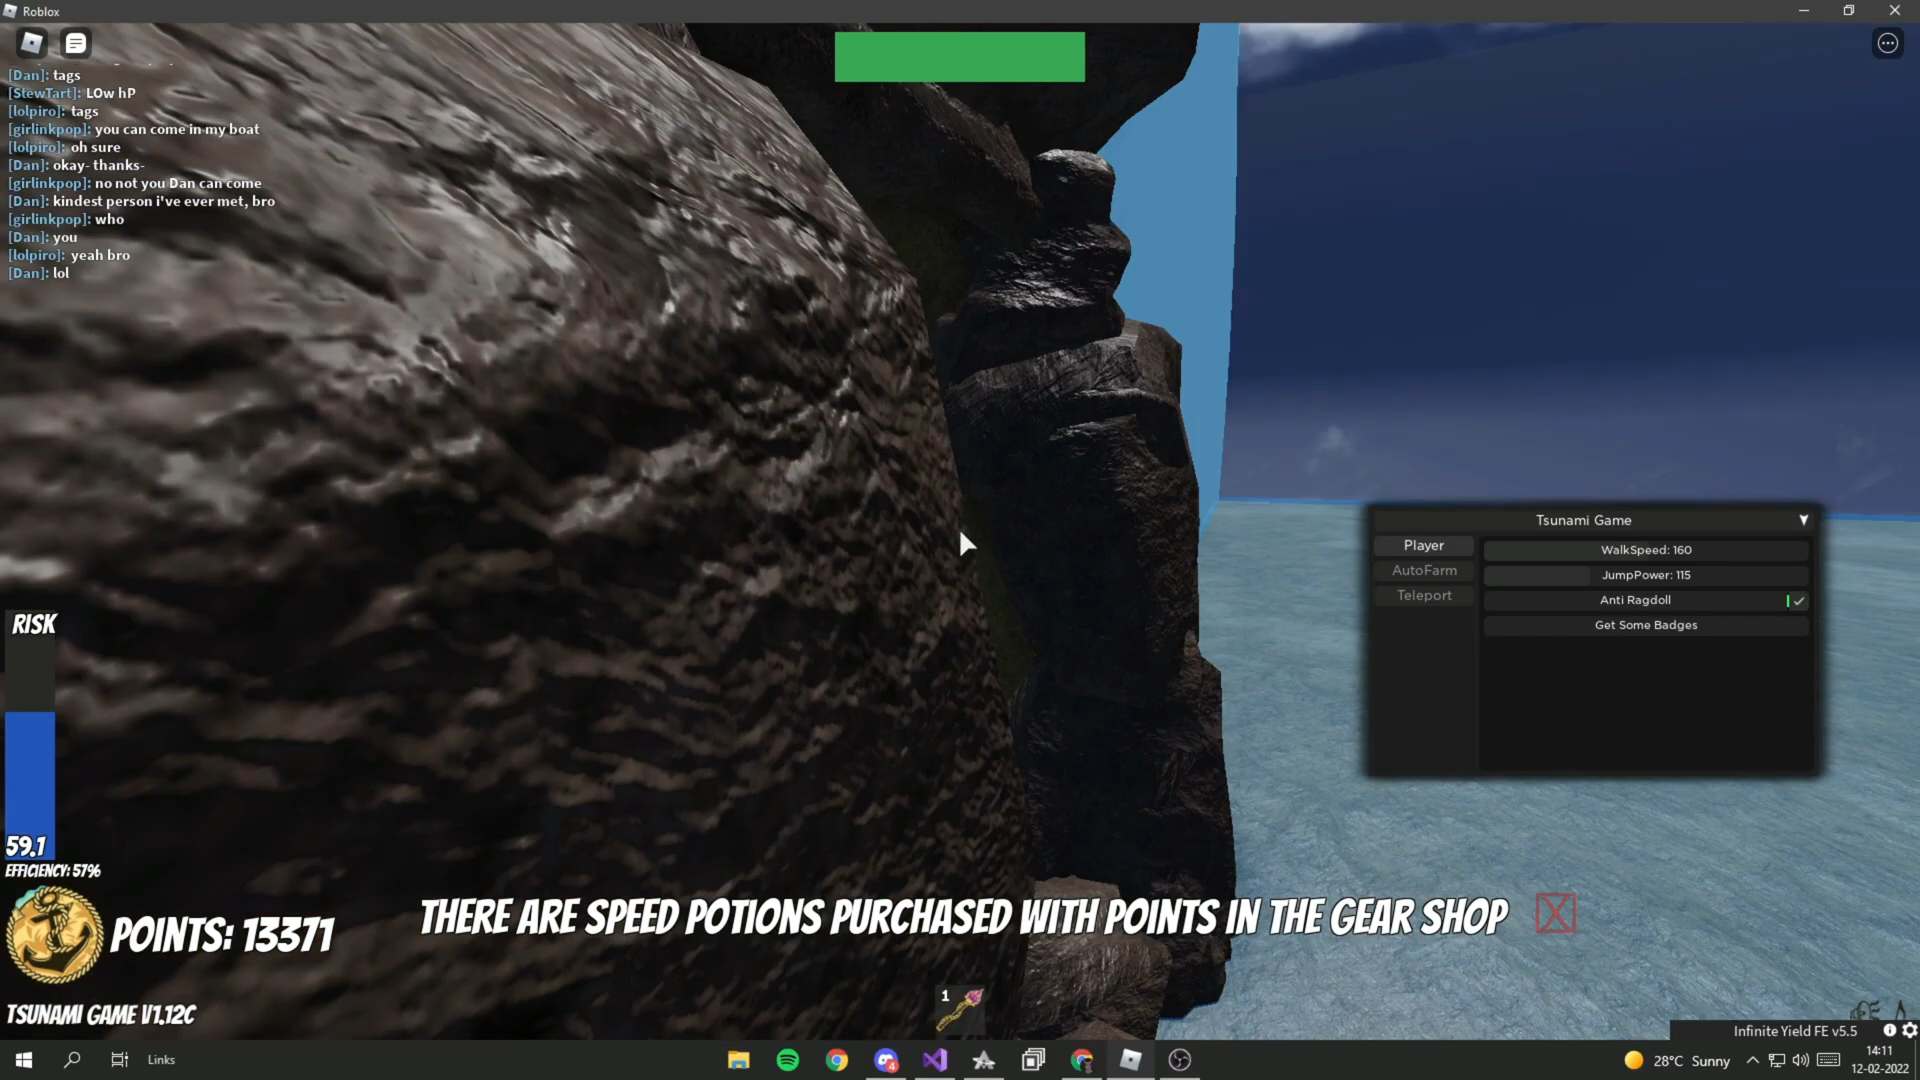 Roblox
[Dan]: tags
[StewTart]: LOw hP
[lolpiro]: tags
[girlinkpop]: you can come in my boat
[lolpiro]: oh sure
[Dan]: okay- thanks-
[girlinkpop]: no not you Dan can come
[Dan]: kindest person i've ever met, bro
[girlinkpop]: who
[Dan]: you
[lolpiro]: yeah bro
[Dan]: lol
Tsunami Game
Player
AutoFarm
Teleport
WalkSpeed: 160
JumpPower: 115
Anti Ragdoll
Get Some Badges
RISK
59.1
EFFICIENCY: 57%
POINTS: 13371
THERE ARE SPEED POTIONS PURCHASED WITH POINTS IN THE GEAR SHOP
X
1
TSUNAMI GAME V1.12C
Infinite Yield FE v5.5
Links
4
28°C Sunny
14:11
12-02-2022